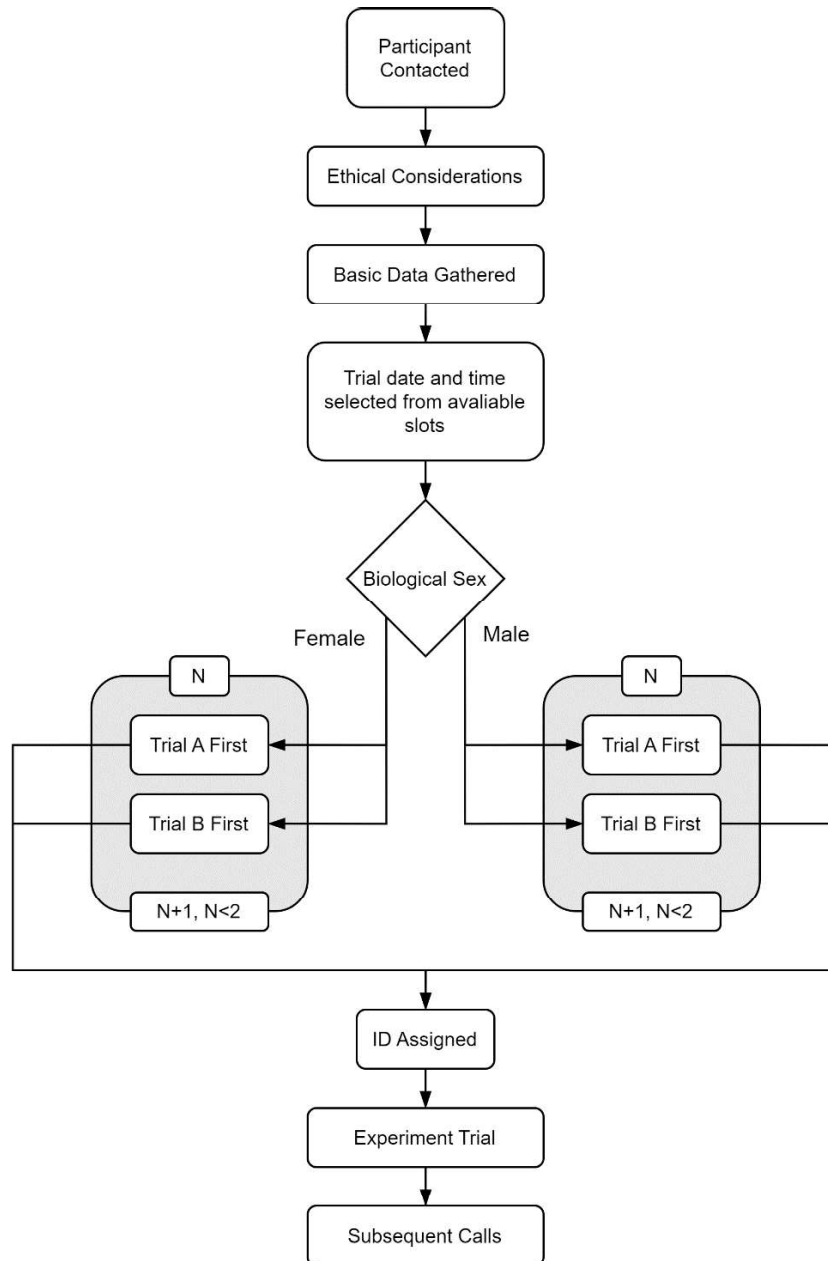 Participant
Contacted
Ethical Considerations
Basic Data Gathered
Trial date and time
selected from avaliable
slots
Biological Sex
Female
Male
N
Trial A First
Trial B First
N+1, N<2
N
Trial A First
Trial B First
N+1, N<2
ID Assigned
Experiment Trial
Subsequent Calls